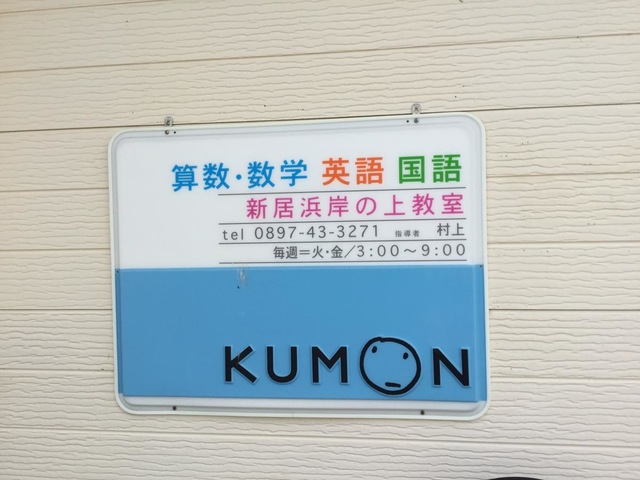 算数・数学 英語 国語
新居浜岸の上教室
tel 0897-43-3271 指導者 村上
毎週＝火・金／3:00〜9:00
KUMON